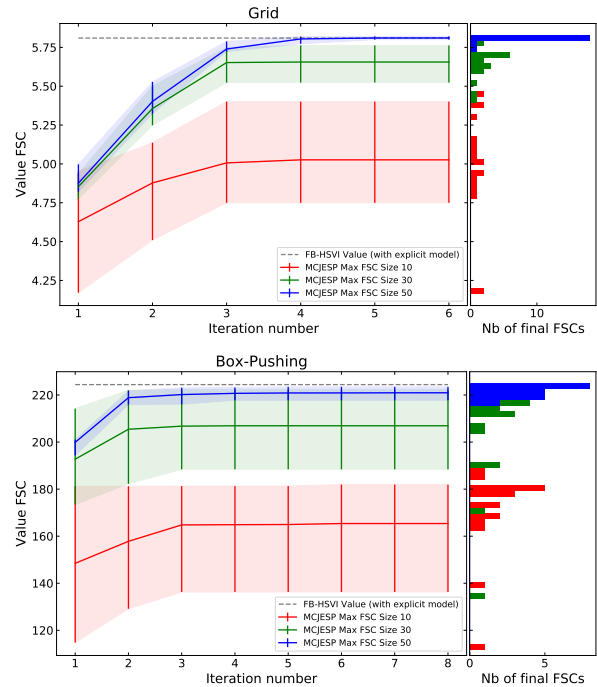 Grid
Value FSC
5.75
5.50
5.25
5.00
4.75
4.50
4.25
FB-HSVI Value (with explicit model)
MCJESP Max FSC Size 10
MCJESP Max FSC Size 30
MCJESP Max FSC Size 50
1 2 3 4 5 6
Iteration number
0 10
Nb of final FSCs
Box-Pushing
Value FSC
220
200
180
160
140
120
FB-HSVI Value (with explicit model)
MCJESP Max FSC Size 10
MCJESP Max FSC Size 30
MCJESP Max FSC Size 50
1 2 3 4 5 6 7 8
Iteration number
0 5
Nb of final FSCs